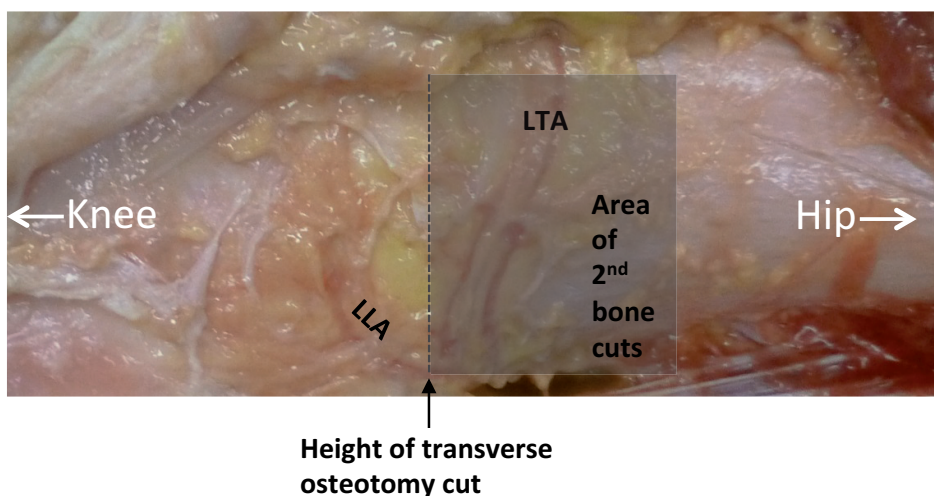 LTA
Area
of
2nd
bone
cuts
Knee
Hip
LLA
Height of transverse
osteotomy cut